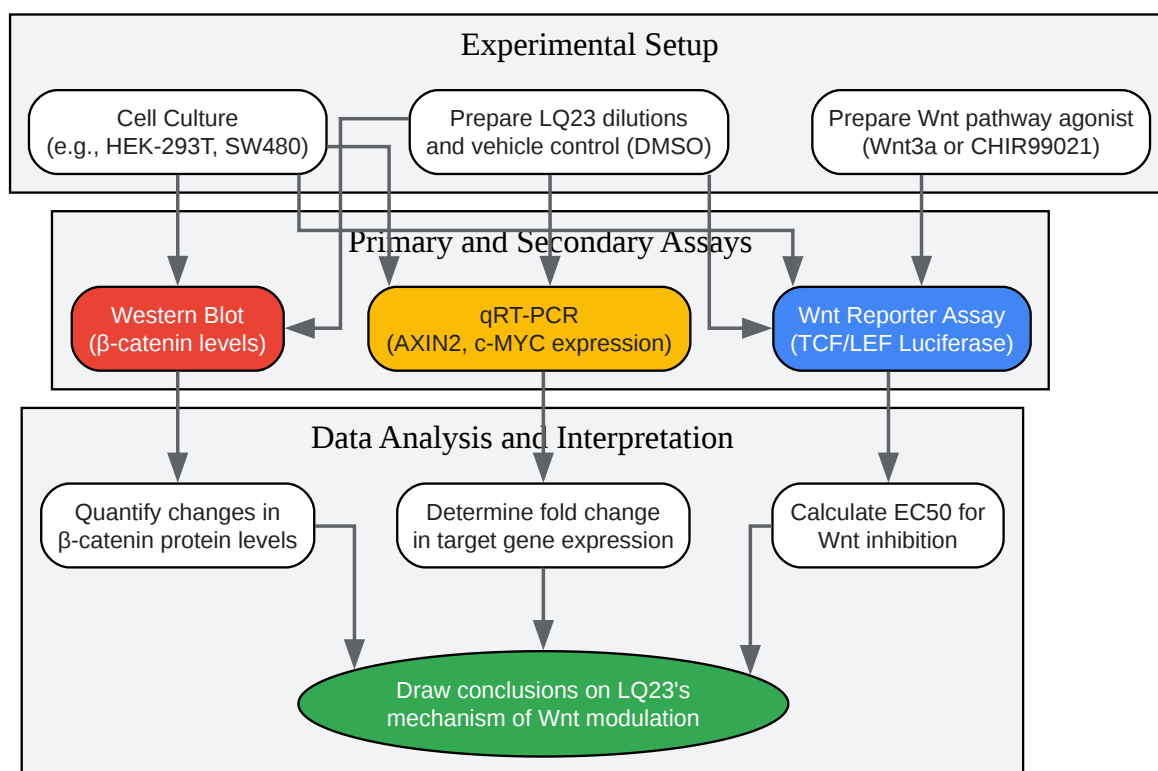 Experimental Setup
Cell Culture
(e.g., HEK-293T, SW480)
Prepare LQ23 dilutions
and vehicle control (DMSO)
Prepare Wnt pathway agonist
(Wnt3a or CHIR99021)
Primary and Secondary Assays
Western Blot
(β-catenin levels)
qRT-PCR
(AXIN2, c-MYC expression)
Wnt Reporter Assay
(TCF/LEF Luciferase)
Data Analysis and Interpretation
Quantify changes in
β-catenin protein levels
Determine fold change
in target gene expression
Calculate EC50 for
Wnt inhibition
Draw conclusions on LQ23's
mechanism of Wnt modulation